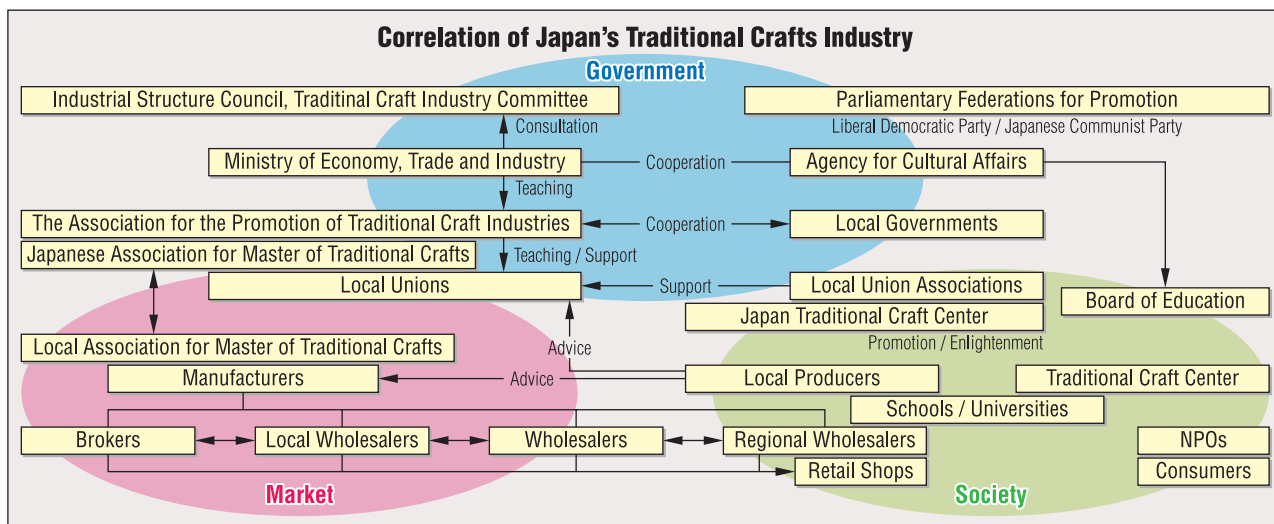 Correlation of Japan's Traditional Crafts Industry
Government
Industrial Structure Council, Traditinal Craft Industry Committee
Parliamentary Federations for Promotion
Consultation
Liberal Democratic Party / Japanese Communist Party
Ministry of Economy, Trade and Industry
Cooperation
Agency for Cultural Affairs
Teaching
The Association for the Promotion of Traditional Craft Industries
Cooperation
Local Governments
Japanese Association for Master of Traditional Crafts
Teaching / Support
Local Unions
Support
Local Union Associations
Board of Education
Japan Traditional Craft Center
Promotion / Enlightenment
Local Association for Master of Traditional Crafts
Advice
Manufacturers
Advice
Local Producers
Traditional Craft Center
Schools / Universities
Brokers
Local Wholesalers
Wholesalers
Regional Wholesalers
NPOs
Retail Shops
Consumers
Market
Society